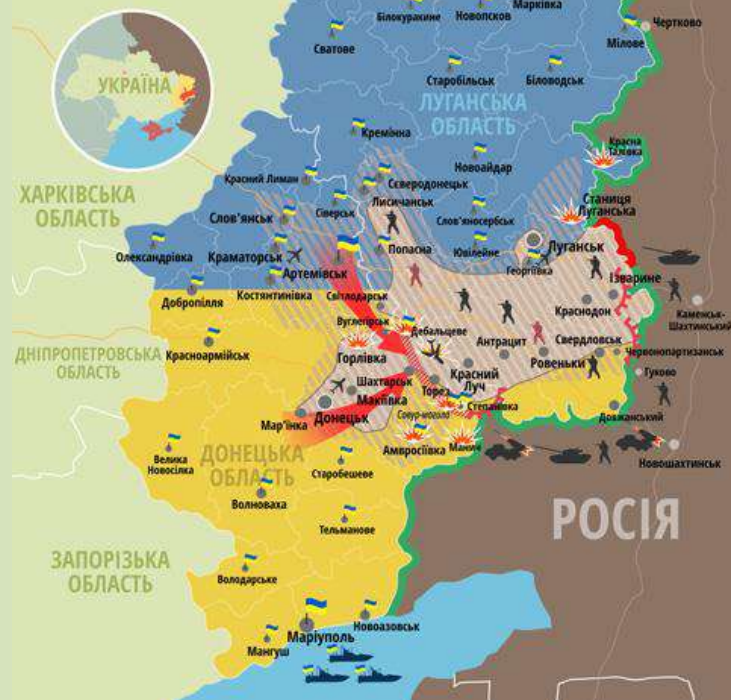 Марківка
Білокуракине
Новопсков
Сватове
Мілове
Чертково
Старобільськ
Біловодськ
УКРАЇНА
ЛУГАНСЬКА
ОБЛАСТЬ
Кремінна
Красна
Талівка
Новоайдар
Красний Лиман
Сєверодонецьк
ХАРКІВСЬКА
ОБЛАСТЬ
Лисичанськ
Станиця
Луганська
Сіверськ
Слов'янськ
Слов'яносербськ
Олександрівка
Краматорськ
Попасна
Ювілейне
Луганськ
Артемівськ
Георгіївка
Ізварине
Добропілля
Костянтинівка
Світлодарськ
Краснодон
Каменськ-
Шахтинський
Вуглегірськ
Дебальцеве
Антрацит
Свердловськ
ДНІПРОПЕТРОВСЬКА
ОБЛАСТЬ
Красноармійськ
Горлівка
Червонопартизанськ
Ровеньки
Красний
Луч
Гуково
Шахтарськ
Торез
Макіївка
Степанівка
Донецьк
Савур-могила
Довжанський
Мар'їнка
Амвросіївка
Маник
Велика
Новосілка
ДОНЕЦЬКА
ОБЛАСТЬ
Старобешеве
Новошахтинськ
Волноваха
РОСІЯ
Тельманове
ЗАПОРІЗЬКА
ОБЛАСТЬ
Володарське
Новоазовськ
Маріуполь
Мангуш